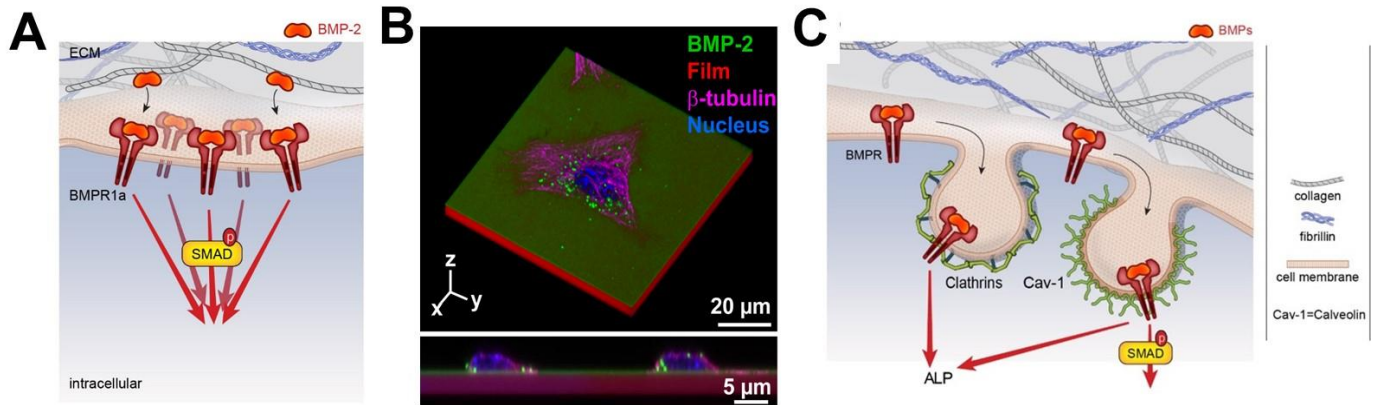 A
BMP-2
ECM
BMPR1a
p
SMAD
intracellular
B
BMP-2
Film
β-tubulin
Nucleus
z
x
y
20 µm
5 µm
C
BMPs
BMPR
Clathrins
Cav-1
p
SMAD
ALP
collagen
fibrillin
cell membrane
Cav-1=Calveolin